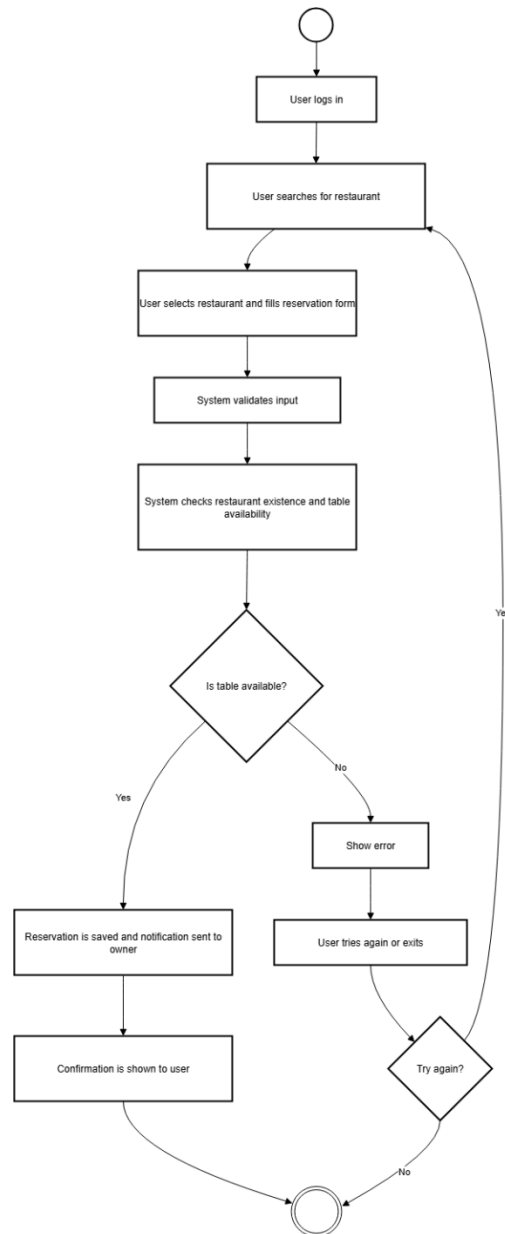 User logs in
User searches for restaurant
User selects restaurant and fills reservation form
System validates input
System checks restaurant existence and table
availability
Is table available?
Yes
No
Ye
Show error
Reservation is saved and notification sent to
owner
User tries again or exits
Confirmation is shown to user
Try again?
No